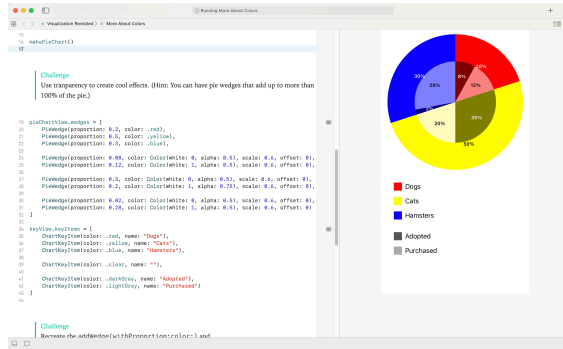 Running More About Colors
Visualization Revisited
More About Colors
15
16 makePieChart()
17
Challenge
Use tranparency to create cool effects. (Hint: You can have pie wedges that add up to more than
100% of the pie.)
19 pieChartView.wedges = [
20 PieWedge(proportion: 0.2, color: .red),
21 PieWedge(proportion: 0.5, color: .yellow),
22 PieWedge(proportion: 0.3, color: .blue),
23
24 PieWedge(proportion: 0.08, color: Color(white: 0, alpha: 0.5), scale: 0.6, offset: 0),
25 PieWedge(proportion: 0.12, color: Color(white: 1, alpha: 0.5), scale: 0.6, offset: 0),
26
27 PieWedge(proportion: 0.3, color: Color(white: 0, alpha: 0.5), scale: 0.6, offset: 0),
28 PieWedge(proportion: 0.2, color: Color(white: 1, alpha: 0.75), scale: 0.6, offset: 0),
29
30 PieWedge(proportion: 0.02, color: Color(white: 0, alpha: 0.5), scale: 0.6, offset: 0),
31 PieWedge(proportion: 0.28, color: Color(white: 1, alpha: 0.5), scale: 0.6, offset: 0)
32 ]
33
34 keyView.keyItems = [
35 ChartKeyItem(color: .red, name: "Dogs"),
36 ChartKeyItem(color: .yellow, name: "Cats"),
37 ChartKeyItem(color: .blue, name: "Hamsters"),
38
39 ChartKeyItem(color: .clear, name: ""),
40
41 ChartKeyItem(color: .darkGray, name: "Adopted"),
42 ChartKeyItem(color: .lightGray, name: "Purchased")
43 ]
44
Challenge
Recreate the addWedge(withProportion:color:) and
20%
30%
8%
28%
12%
30%
20%
50%
Dogs
Cats
Hamsters
Adopted
Purchased